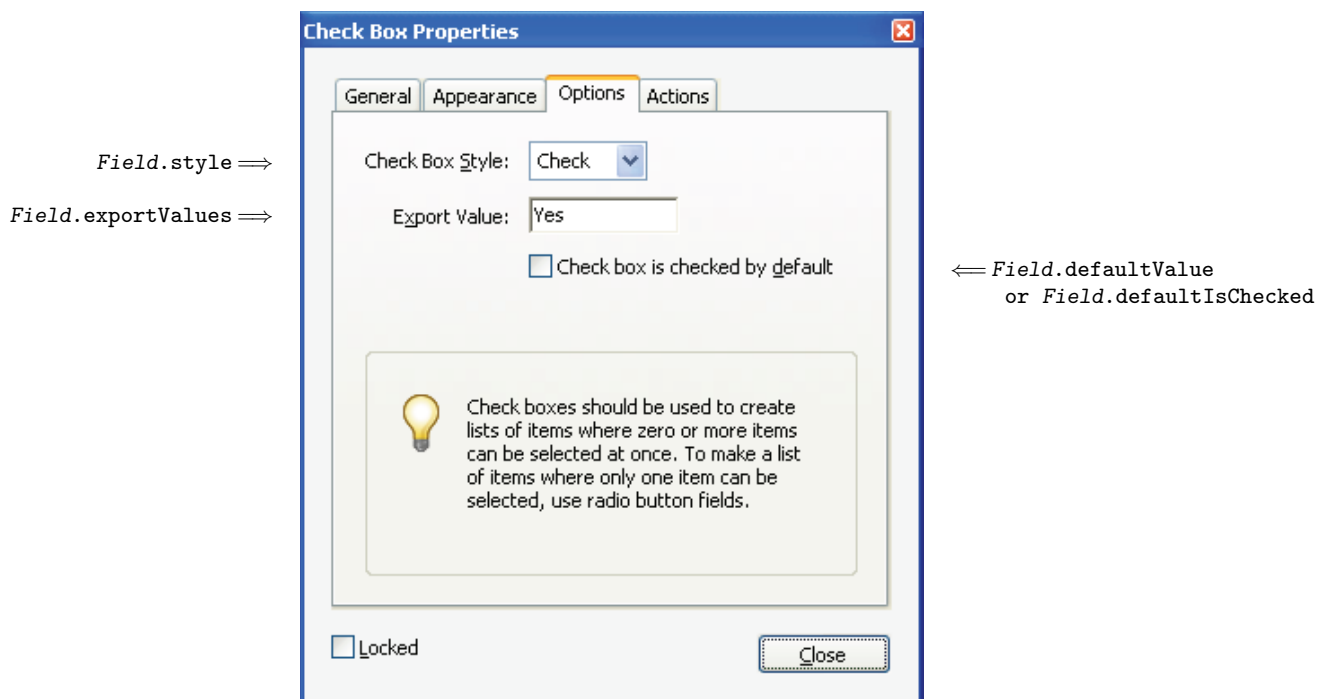 Check Box Properties
General Appearance Options Actions
Field.style⟹ Check Box Style: Check
Field.exportValues⟹ Export Value: Yes
Check box is checked by default ⟸Field.defaultValue
or Field.defaultIsChecked
Check boxes should be used to create
lists of items where zero or more items
can be selected at once. To make a list
of items where only one item can be
selected, use radio button fields.
Locked Close